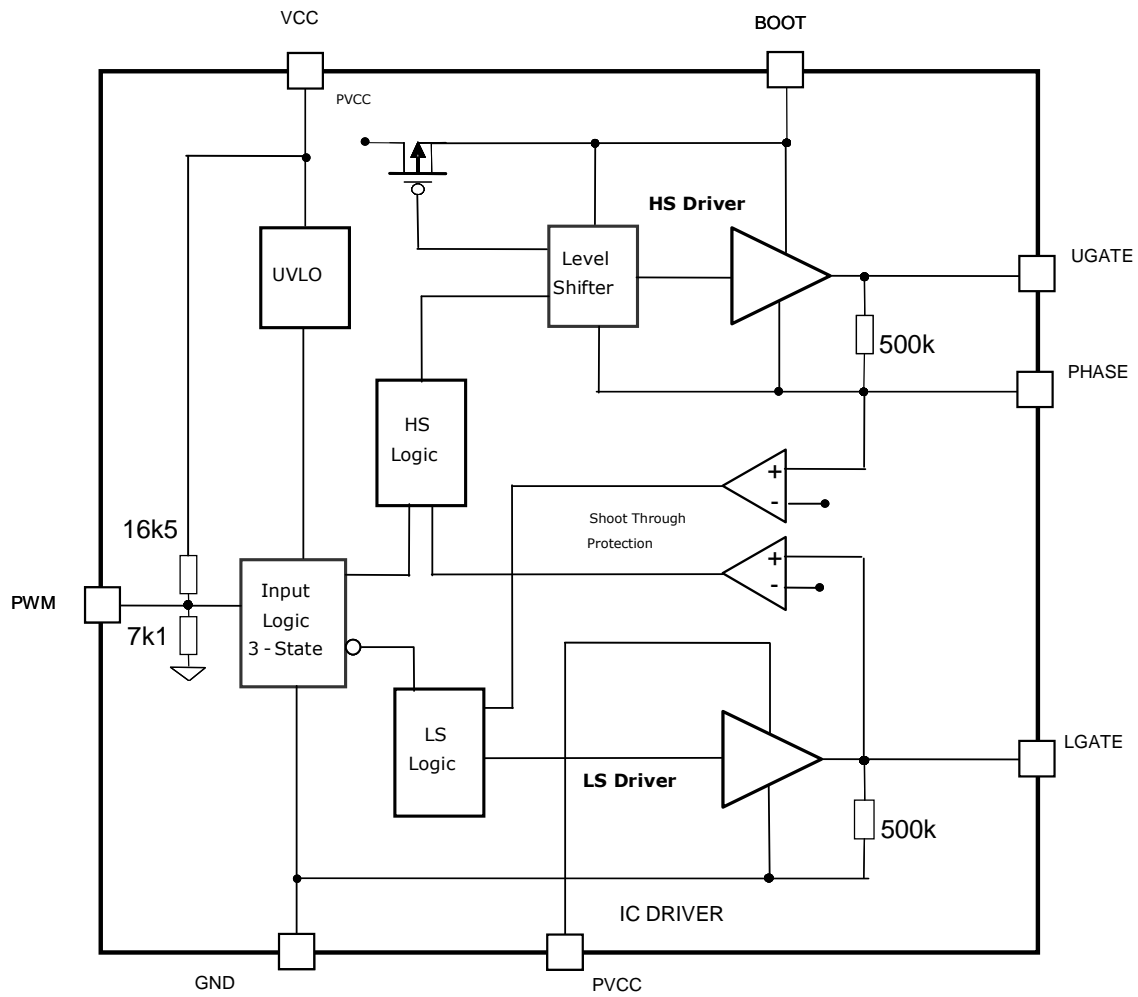 VCC
BOOT
PVCC
HS Driver
UGATE
Level
Shifter
UVLO
500k
PHASE
HS
Logic
+
-
16k5
Shoot Through
Protection
+
-
Input
Logic
3 - State
PWM
7k1
LS
Logic
LGATE
LS Driver
500k
IC DRIVER
GND
PVCC